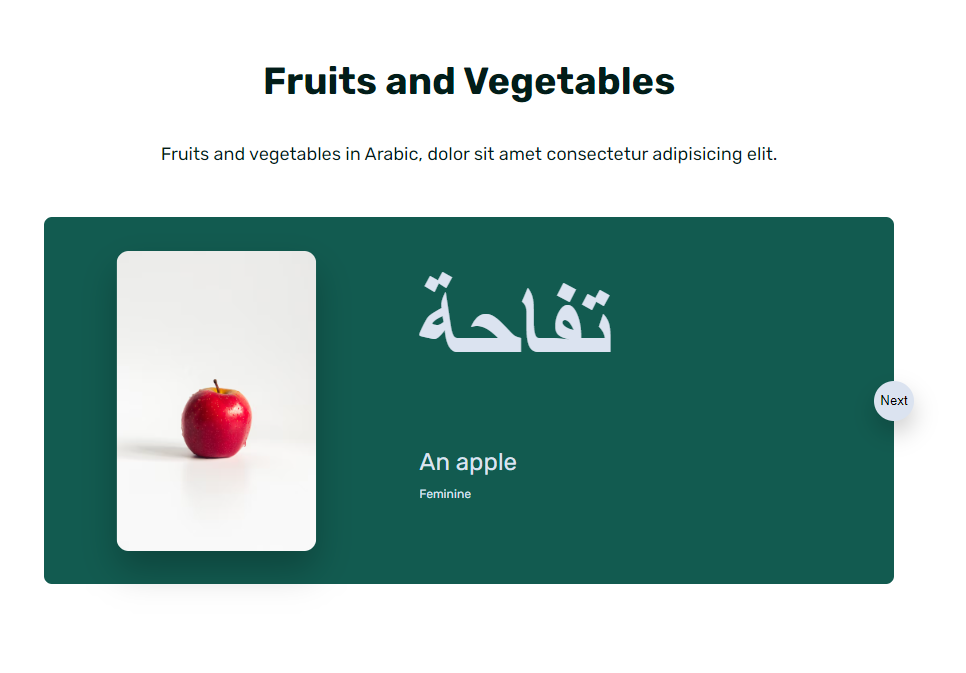 Fruits and Vegetables
Fruits and vegetables in Arabic, dolor sit amet consectetur adipisicing elit.
تفاحة
Next
An apple
Feminine